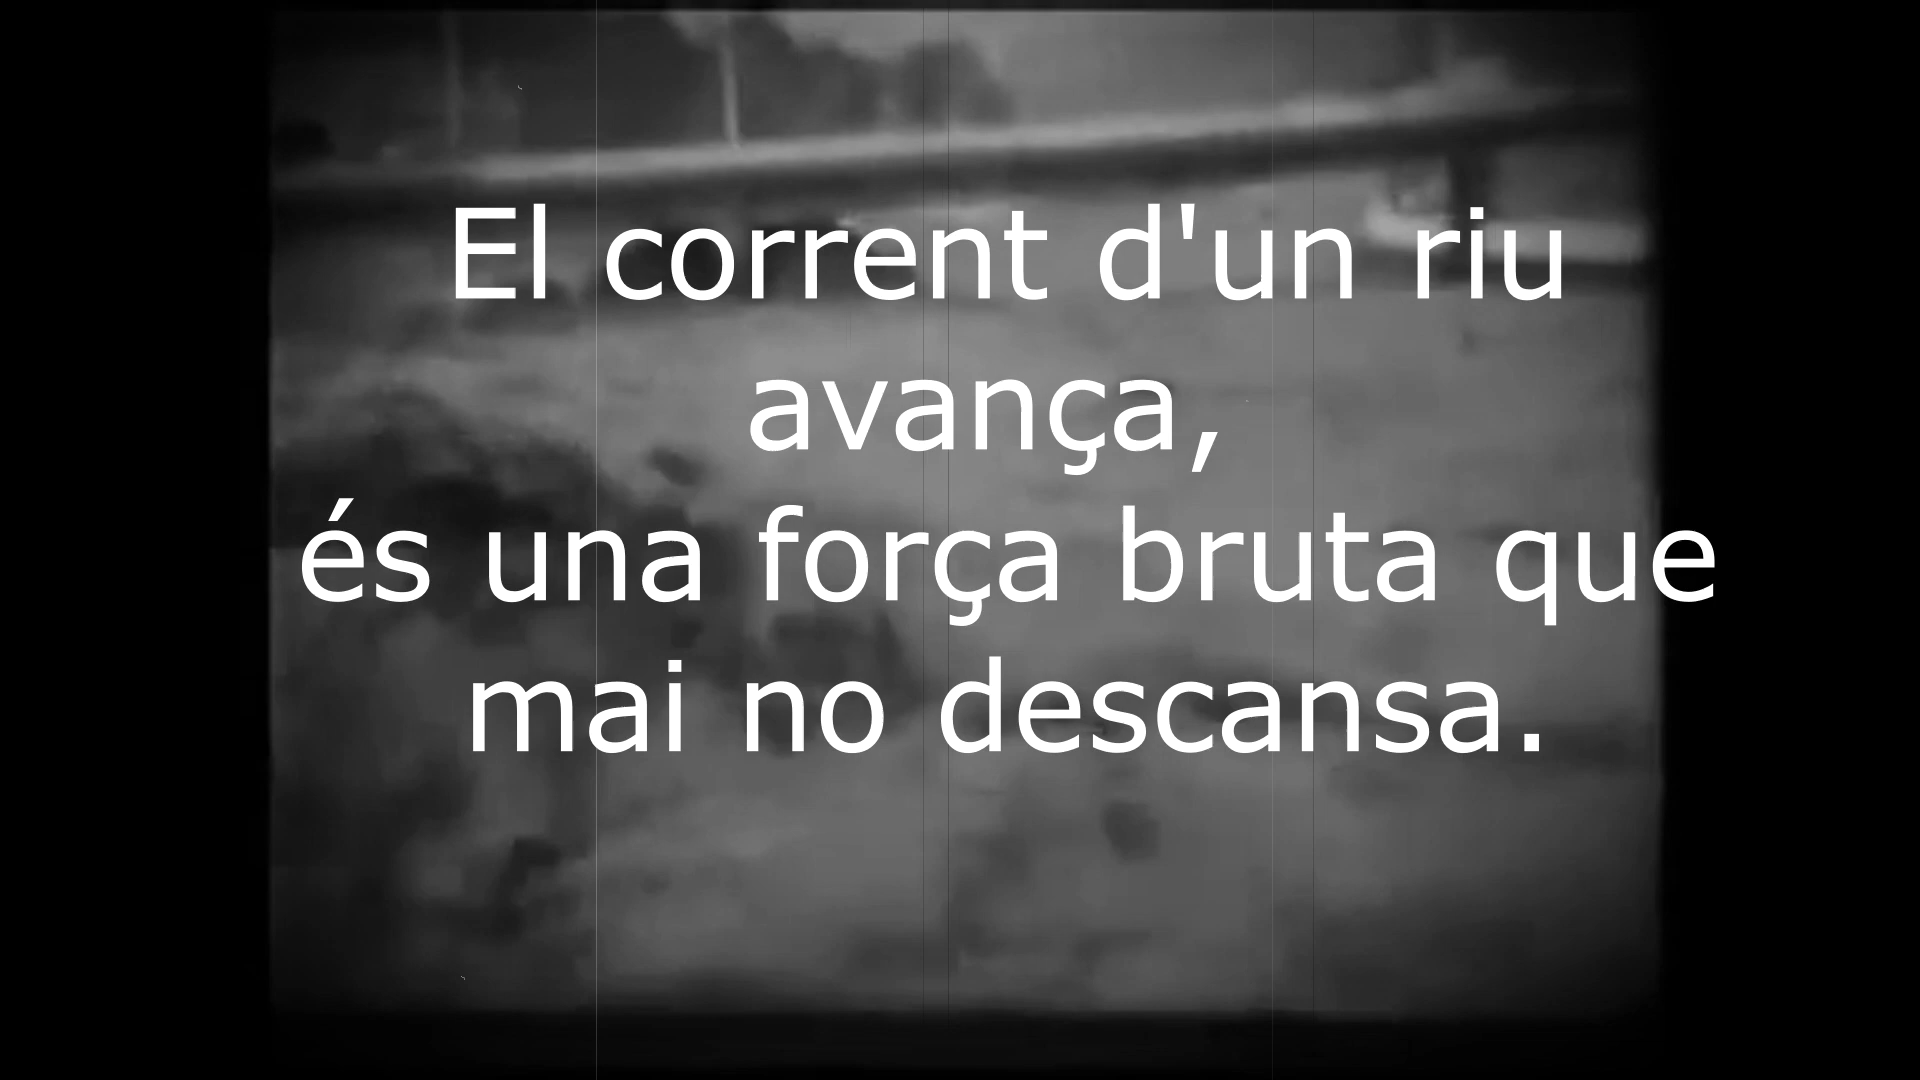 El corrent d'un riu
avança,
és una força bruta que
mai no descansa.